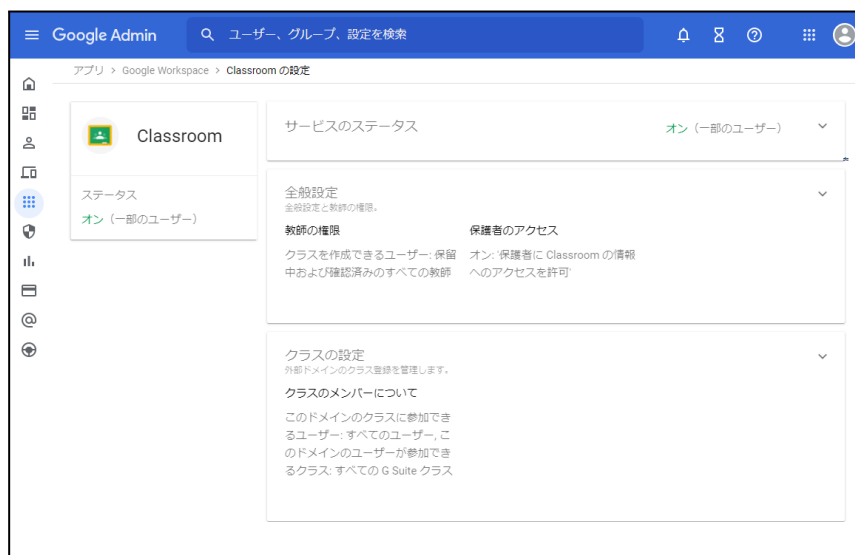 Google Admin
ユーザー、グループ、設定を検索
アプリ > Google Workspace > Classroom の設定
Classroom
ステータス
オン（一部のユーザー）
サービスのステータス
オン（一部のユーザー）
全般設定
全般設定と教師の権限。
教師の権限
クラスを作成できるユーザー: 保留
中および確認済みのすべての教師
保護者のアクセス
オン: '保護者に Classroom の情報
へのアクセスを許可'
クラスの設定
外部ドメインのクラス登録を管理します。
クラスのメンバーについて
このドメインのクラスに参加でき
るユーザー: すべてのユーザー, こ
のドメインのユーザーが参加でき
るクラス: すべての G Suite クラス